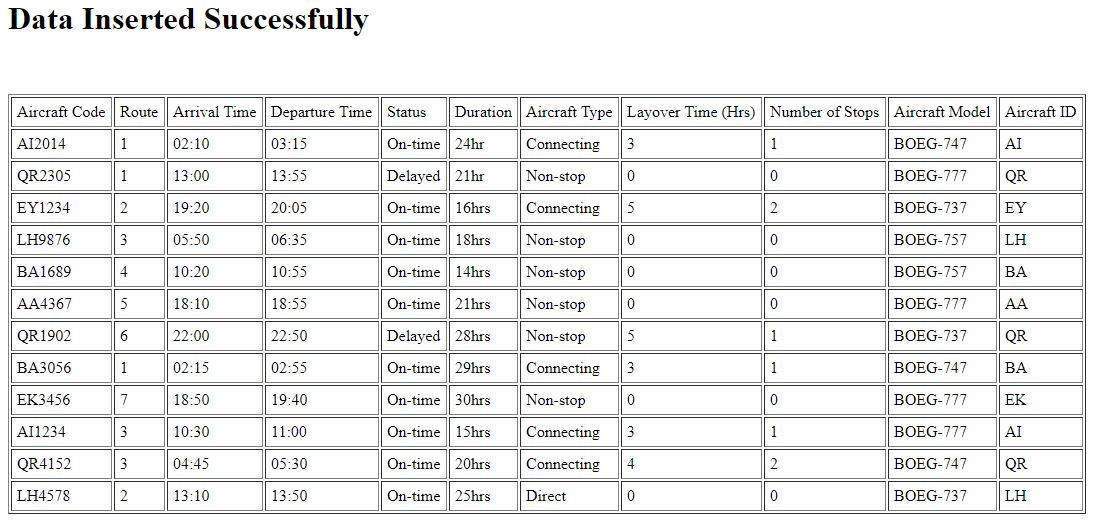 Data Inserted Successfully
Aircraft Code Route Arrival Time Departure Time Status Duration Aircraft Type Layover Time (Hrs) Number of Stops Aircraft Model Aircraft ID
AI2014 1 02:10 03:15 On-time 24hr Connecting 3 1 BOEG-747 AI
QR2305 1 13:00 13:55 Delayed 21hr Non-stop 0 0 BOEG-777 QR
EY1234 2 19:20 20:05 On-time 16hrs Connecting 5 2 BOEG-737 EY
LH9876 3 05:50 06:35 On-time 18hrs Non-stop 0 0 BOEG-757 LH
BA1689 4 10:20 10:55 On-time 14hrs Non-stop 0 0 BOEG-757 BA
AA4367 5 18:10 18:55 On-time 21hrs Non-stop 0 0 BOEG-777 AA
QR1902 6 22:00 22:50 Delayed 28hrs Non-stop 5 1 BOEG-737 QR
BA3056 1 02:15 02:55 On-time 29hrs Connecting 3 1 BOEG-747 BA
EK3456 7 18:50 19:40 On-time 30hrs Non-stop 0 0 BOEG-777 EK
AI1234 3 10:30 11:00 On-time 15hrs Connecting 3 1 BOEG-777 AI
QR4152 3 04:45 05:30 On-time 20hrs Connecting 4 2 BOEG-747 QR
LH4578 2 13:10 13:50 On-time 25hrs Direct 0 0 BOEG-737 LH